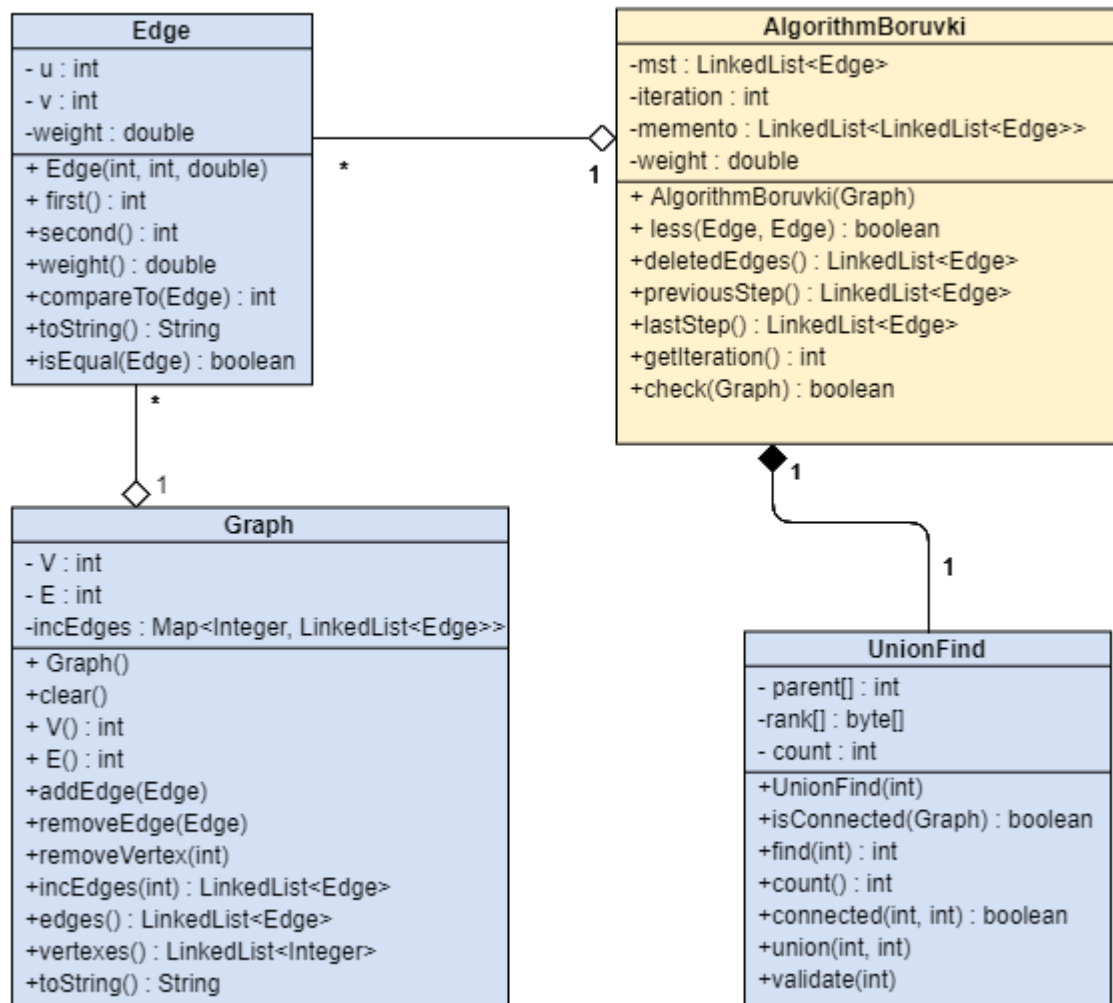 Edge
- u : int
- v : int
-weight : double
+ Edge(int, int, double)
+ first() : int
+second() : int
+weight() : double
+compareTo(Edge) : int
+toString() : String
+isEqual(Edge) : boolean
*
1
AlgorithmBoruvki
-mst : LinkedList<Edge>
-iteration : int
-memento : LinkedList<LinkedList<Edge>>
-weight : double
+ AlgorithmBoruvki(Graph)
+ less(Edge, Edge) : boolean
+deletedEdges() : LinkedList<Edge>
+previousStep() : LinkedList<Edge>
+lastStep() : LinkedList<Edge>
+getIteration() : int
+check(Graph) : boolean
*
1
Graph
- V : int
- E : int
-incEdges : Map<Integer, LinkedList<Edge>>
+ Graph()
+clear()
+ V() : int
+ E() : int
+addEdge(Edge)
+removeEdge(Edge)
+removeVertex(int)
+incEdges(int) : LinkedList<Edge>
+edges() : LinkedList<Edge>
+vertexes() : LinkedList<Integer>
+toString() : String
1
1
UnionFind
- parent[] : int
-rank[] : byte[]
- count : int
+UnionFind(int)
+isConnected(Graph) : boolean
+find(int) : int
+count() : int
+connected(int, int) : boolean
+union(int, int)
+validate(int)